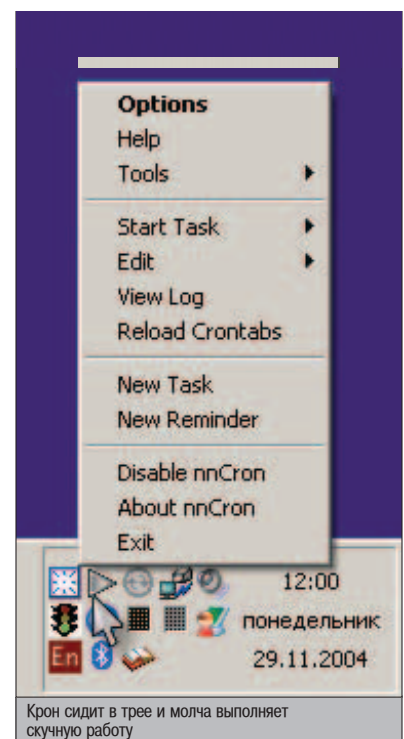 Options
Help
Tools
Start Task
Edit
View Log
Reload Crontabs
New Task
New Reminder
Disable nnCron
About nnCron
Exit
12:00
понедельник
En
29.11.2004
Крон сидит в трее и молча выполняет
скучную работу